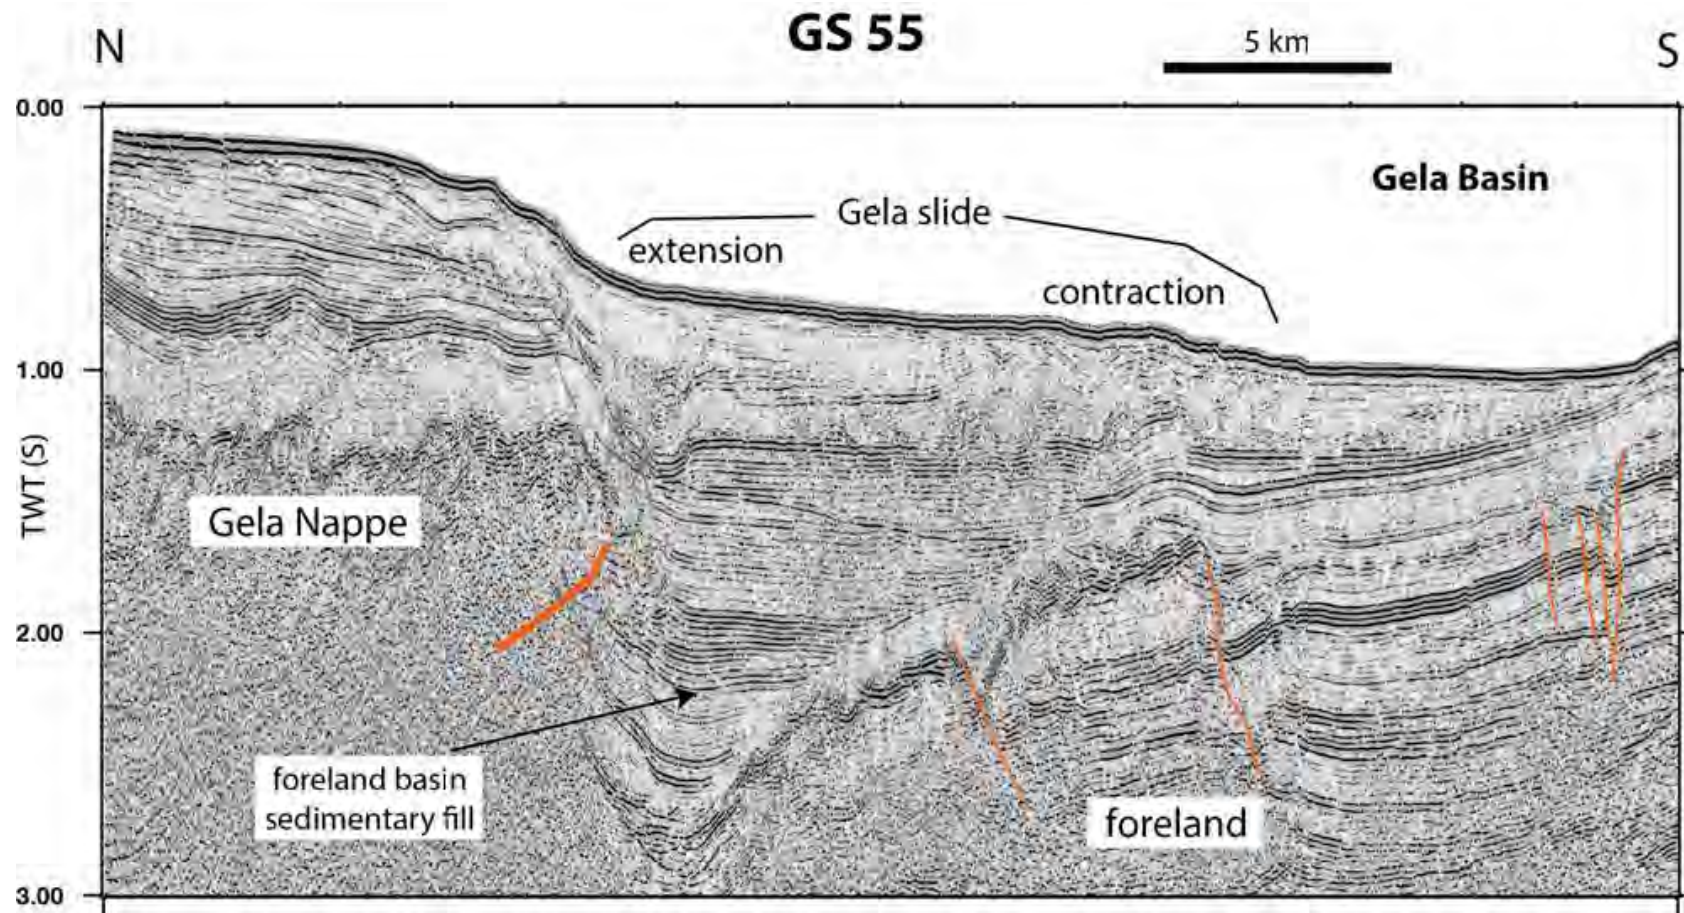 GS 55
N
5 km
S
0.00
Gela Basin
Gela slide
extension
contraction
1.00
TWT (S)
Gela Nappe
2.00
foreland basin
sedimentary fill
foreland
3.00